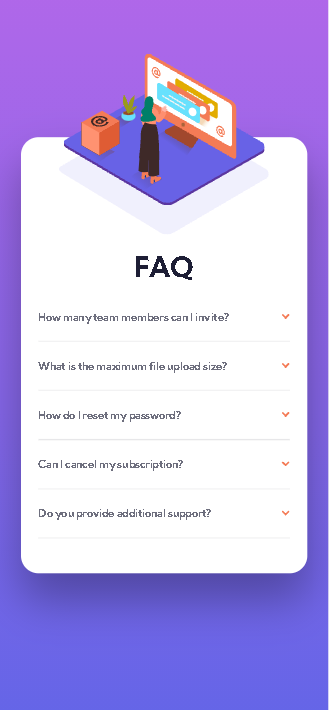 FAQ
How many team members can I invite?
What is the maximum file upload size?
How do I reset my password?
Can I cancel my subscription?
Do you provide additional support?